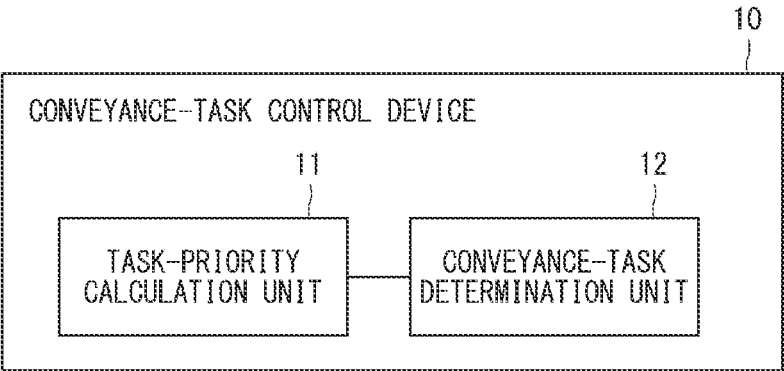 10
CONVEYANCE-TASK CONTROL DEVICE
11
12
TASK-PRIORITY
CALCULATION UNIT
CONVEYANCE-TASK
DETERMINATION UNIT